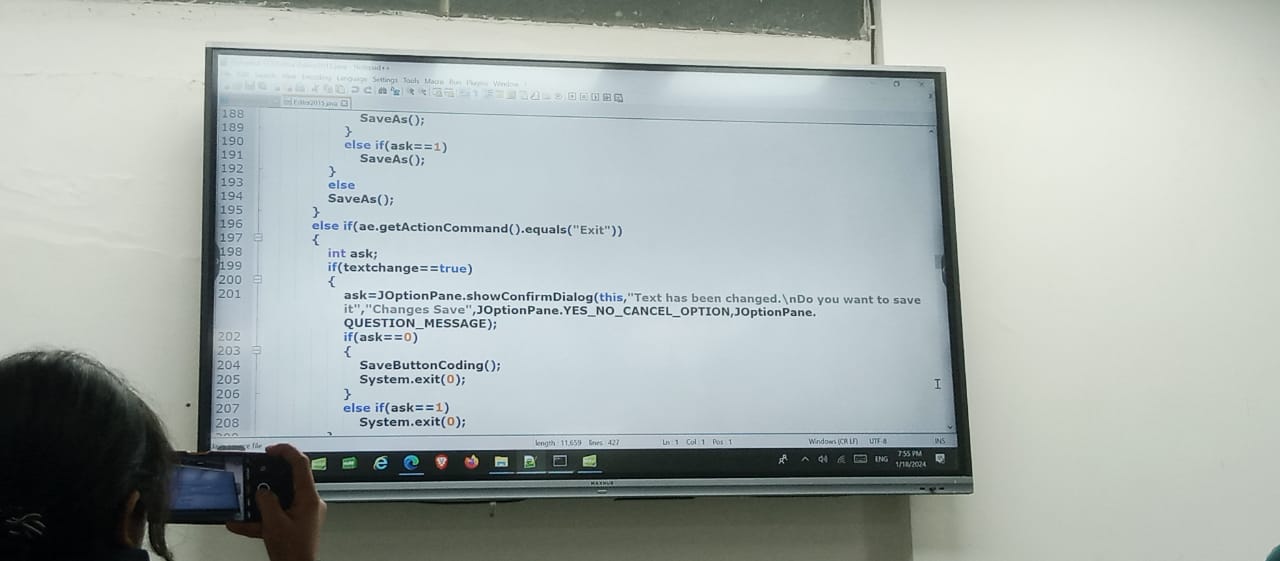 Notepad++
Search View Encoding Language Settings Tools Macro Run Plugins Window
Editor2015.java
188 SaveAs();
189 }
190 else if(ask==1)
191 SaveAs();
192 }
193 else
194 SaveAs();
195 }
196 else if(ae.getActionCommand().equals("Exit"))
197 {
198 int ask;
199 if(textchange==true)
200 {
201 ask=JOptionPane.showConfirmDialog(this,"Text has been changed.\nDo you want to save
it","Changes Save",JOptionPane.YES_NO_CANCEL_OPTION,JOptionPane.
QUESTION_MESSAGE);
202 if(ask==0)
203 {
204 SaveButtonCoding();
205 System.exit(0);
206 }
207 else if(ask==1)
208 System.exit(0);
Java source file length : 11,659 lines : 427 Ln : 1 Col : 1 Pos : 1 Windows (CR LF) UTF-8 INS
ENG 7:55 PM
1/18/2024
MAXHUB